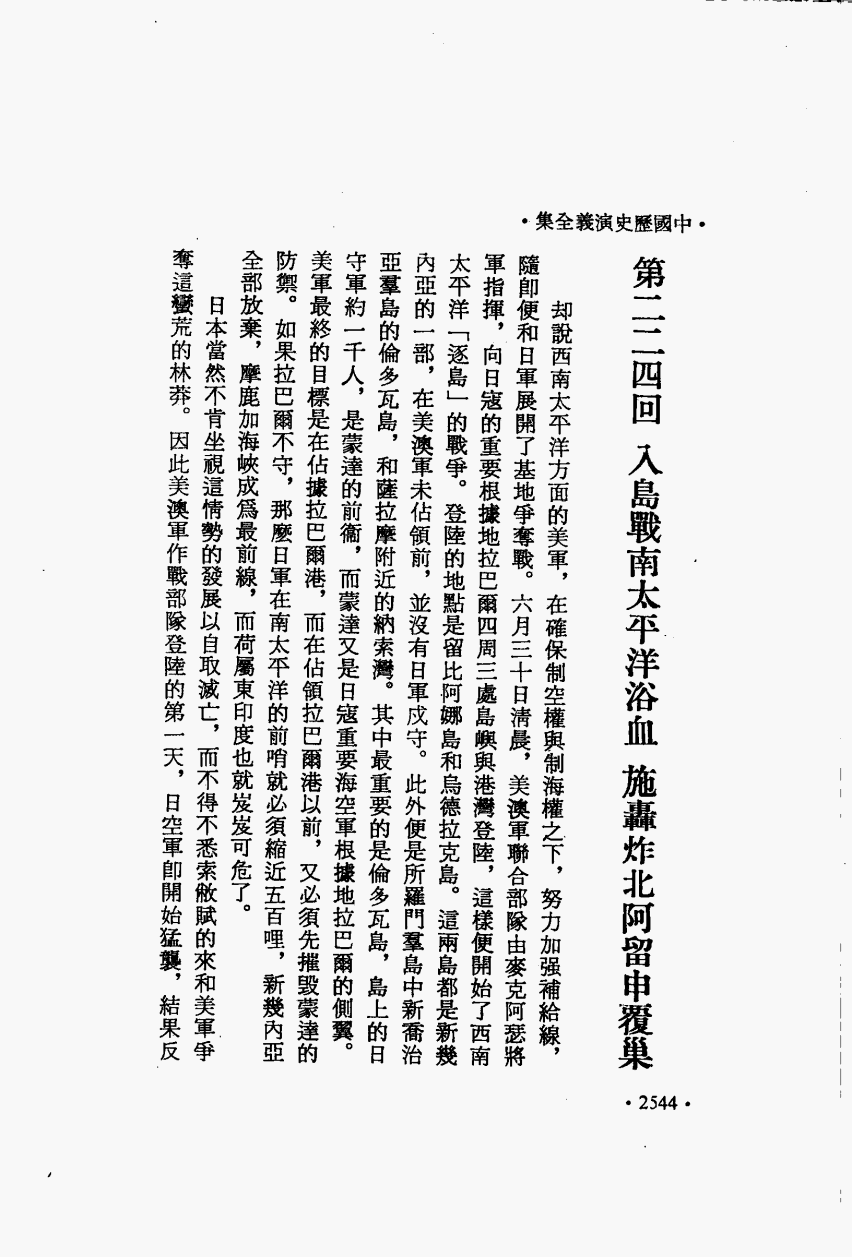 •中國歷史演義全集•
第二二四回 入島戰南太平洋浴血 施轟炸北阿留申覆巢
却說西南太平洋方面的美軍，在確保制空權與制海權之下，努力加强補給線，
隨卽便和日軍展開了基地爭奪戰。六月三十日淸晨，美澳軍聯合部隊由麥克阿瑟將
軍指揮，向日寇的重要根據地拉巴爾四周三處島嶼與港灣登陸，這樣便開始了西南
太平洋「逐島」的戰爭。登陸的地點是留比阿娜島和烏德拉克島。這兩島都是新幾
內亞的一部，在美澳軍未佔領前，並沒有日軍戍守。此外便是所羅門羣島中新喬治
亞羣島的倫多瓦島，和薩拉摩附近的納索灣。其中最重要的是倫多瓦島，島上的日
守軍約一千人，是蒙達的前衞，而蒙達又是日寇重要海空軍根據地拉巴爾的側翼。
美軍最終的目標是在佔據拉巴爾港，而在佔領拉巴爾港以前，又必須先摧毀蒙達的
防禦。如果拉巴爾不守，那麽日軍在南太平洋的前哨就必須縮近五百哩，新幾內亞
全部放棄，摩鹿加海峽成爲最前線，而荷屬東印度也就岌岌可危了。
日本當然不肯坐視這情勢的發展以自取滅亡，而不得不悉索敝賦的來和美軍爭
奪這蠻荒的林莽。因此美澳軍作戰部隊登陸的第一天，日空軍卽開始猛襲，結果反
•2544•